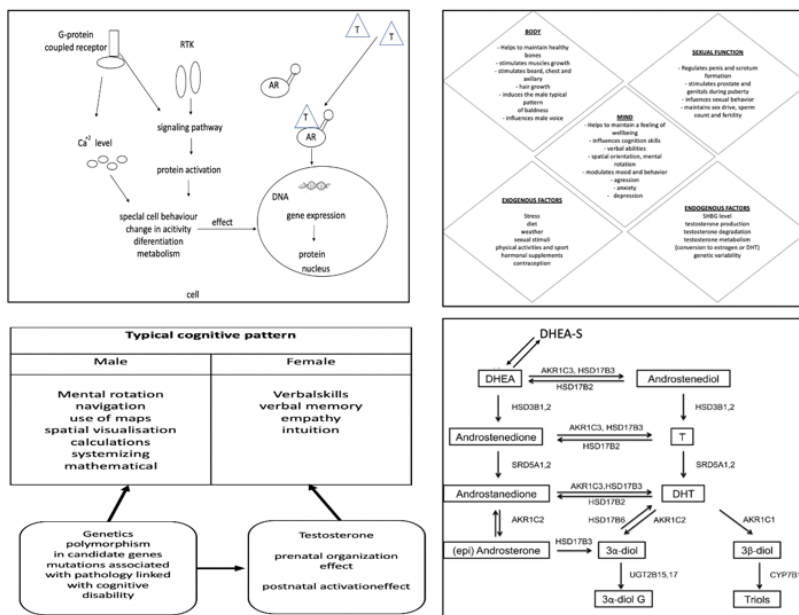 G-protein
coupled receptor
RTK
T
T
AR
T
AR
signaling pathway
Ca+2 level
protein activation
special cell behaviour
change in acitivity
diferentiation
metabolism
effect
DNA
gene expression
protein
nucleus
cell
BODY
- Helps to maintain healthy
bones
- stimulates muscles growth
- stimulates beard, chest and
axillary
- hair growth
- induces the male typical
pattern
of baldness
- influences male voice
SEXUAL FUNCTION
- Regulates penis and scrotum
formation
- stimulates prostate and
genitals during puberty
- infuences sexual behavior
- maintains sex drive, sperm
count and fertility
MIND
- Helps to maintain a feeling of
wellbeing
- influences cognition skills
- verbal abilities
- spatial orientation, mental
rotation
- modulates mood and behavior
- agression
- anxiety
- depression
EXOGENOUS FACTORS
Stress
diet
weather
sexual stimuli
physical activities and sport
hormonal supplements
contraception
ENDOGENOUS FACTORS
SHBG level
testosterone production
testosterone degradation
testosterone metabolism
(conversion to estrogen or DHT)
genetic variability
Typical cognitive pattern
Male
Female
Mental rotation
navigation
use of maps
spatial visualisation
calculations
systemizing
mathematical
Verbalskills
verbal memory
empathy
intuition
Genetics
polymorphism
in candidate genes
mutations associated
with pathology linked
with cognitive
disability
Testosterone
prenatal organization
effect
postnatal activationeffect
DHEA-S
DHEA
AKR1C3, HSD17B3
HSD17B2
Androstenediol
HSD3B1,2
HSD3B1,2
Androstenedione
AKR1C3, HSD17B3
HSD17B2
T
SRD5A1,2
SRD5A1,2
Androstanedione
AKR1C3,HSD17B3
HSD17B2
DHT
AKR1C2
HSD17B6
AKR1C2
AKR1C1
(epi) Androsterone
HSD17B3
3α-diol
3β-diol
UGT2B15,17
CYP7B1
3α-diol G
Triols